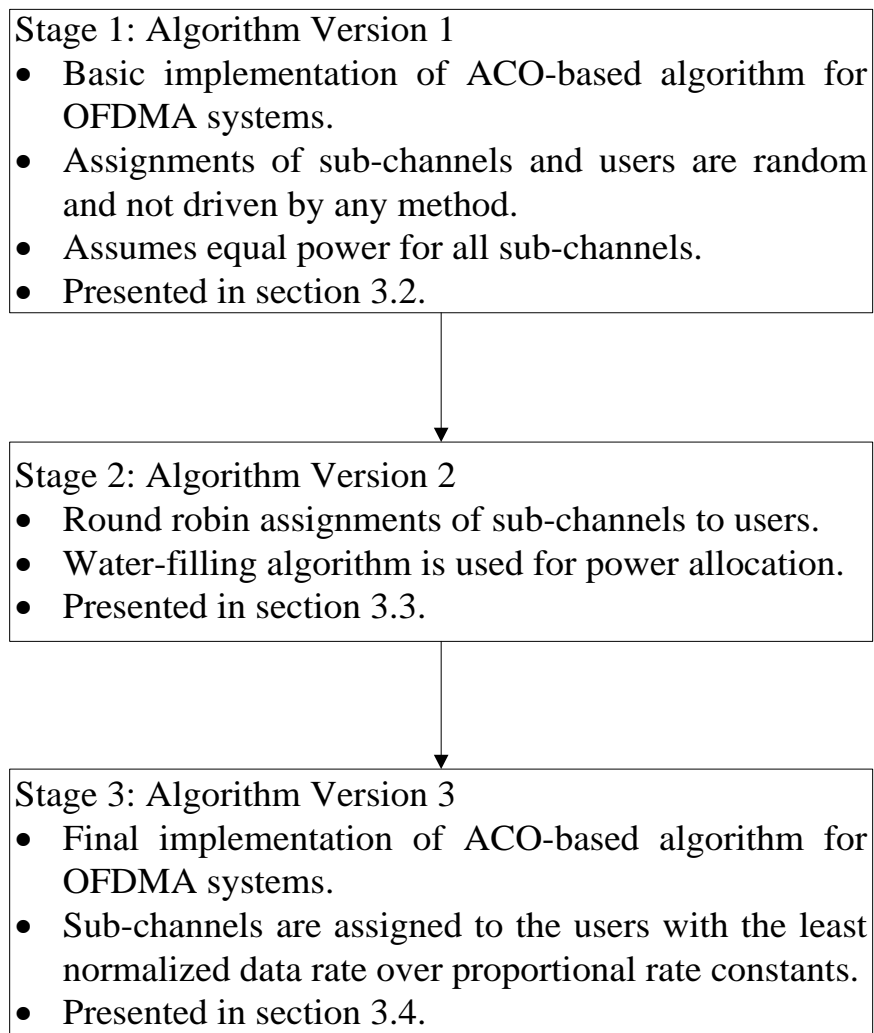 Stage 1: Algorithm Version 1
• Basic implementation of ACO-based algorithm for
OFDMA systems.
• Assignments of sub-channels and users are random
and not driven by any method.
• Assumes equal power for all sub-channels.
• Presented in section 3.2.
Stage 2: Algorithm Version 2
• Round robin assignments of sub-channels to users.
• Water-filling algorithm is used for power allocation.
• Presented in section 3.3.
Stage 3: Algorithm Version 3
• Final implementation of ACO-based algorithm for
OFDMA systems.
• Sub-channels are assigned to the users with the least
normalized data rate over proportional rate constants.
• Presented in section 3.4.